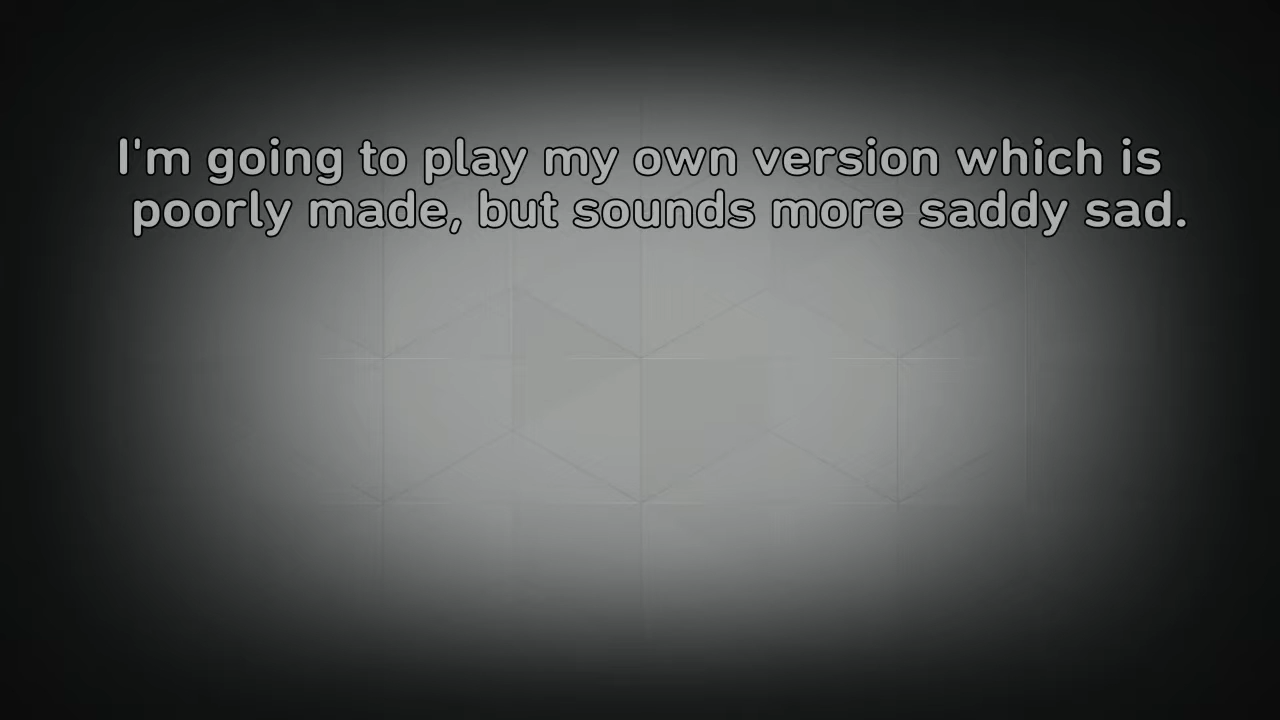 I'm going to play my own version which is
poorly made, but sounds more saddy sad.